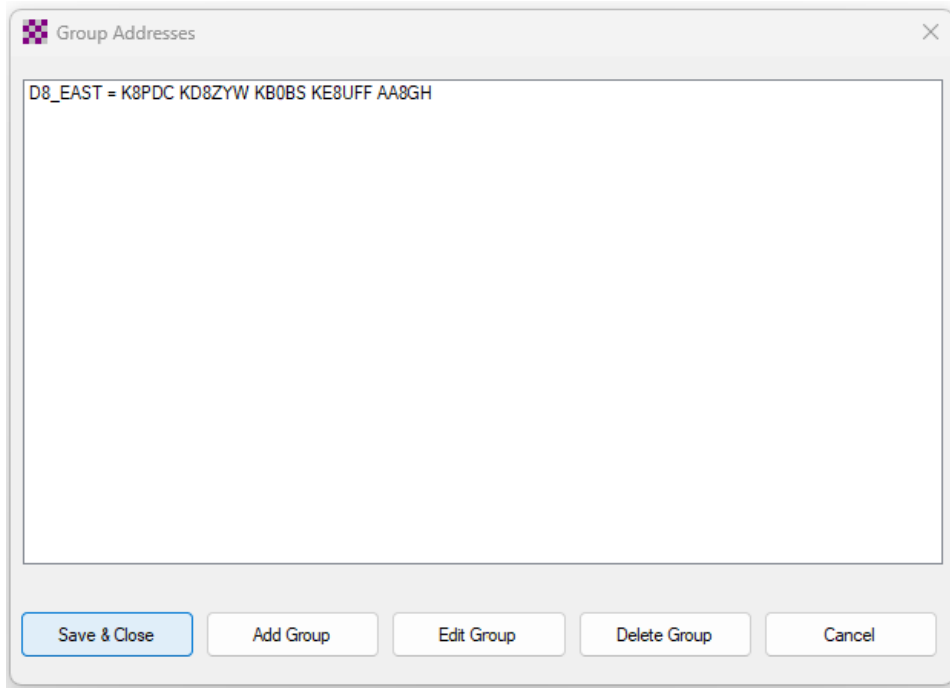 Group Addresses
D8_EAST = K8PDC KD8ZYW KB0BS KE8UFF AA8GH
Save & Close
Add Group
Edit Group
Delete Group
Cancel